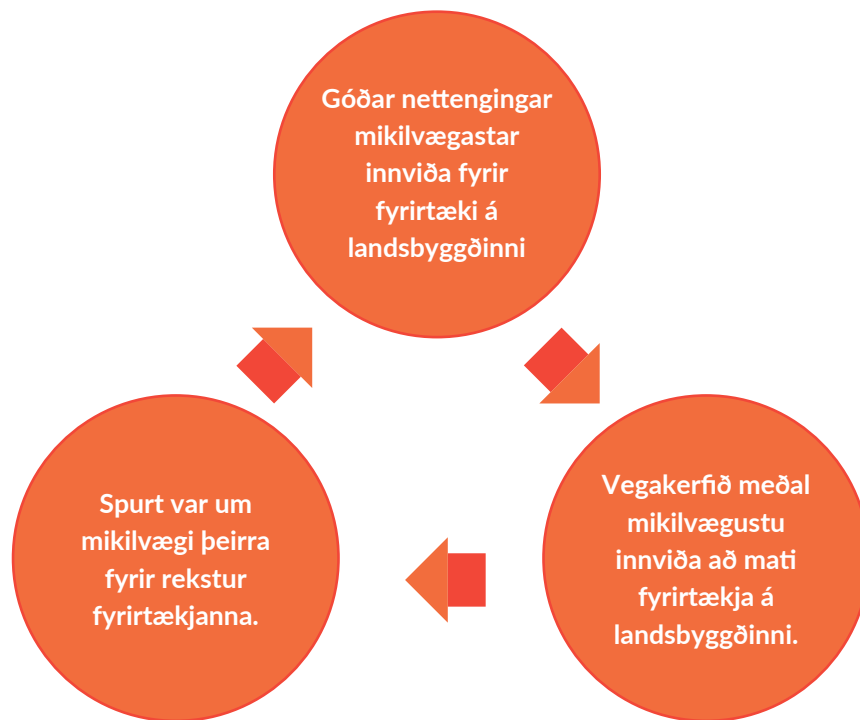 Góðar nettengingar
mikilvægastar
innviða fyrir
fyrirtæki á
landsbyggðinni
Vegakerfið meðal
mikilvægustu
innviða að mati
fyrirtækja á
landsbyggðinni.
Spurt var um
mikilvægi þeirra
fyrir rekstur
fyrirtækjanna.